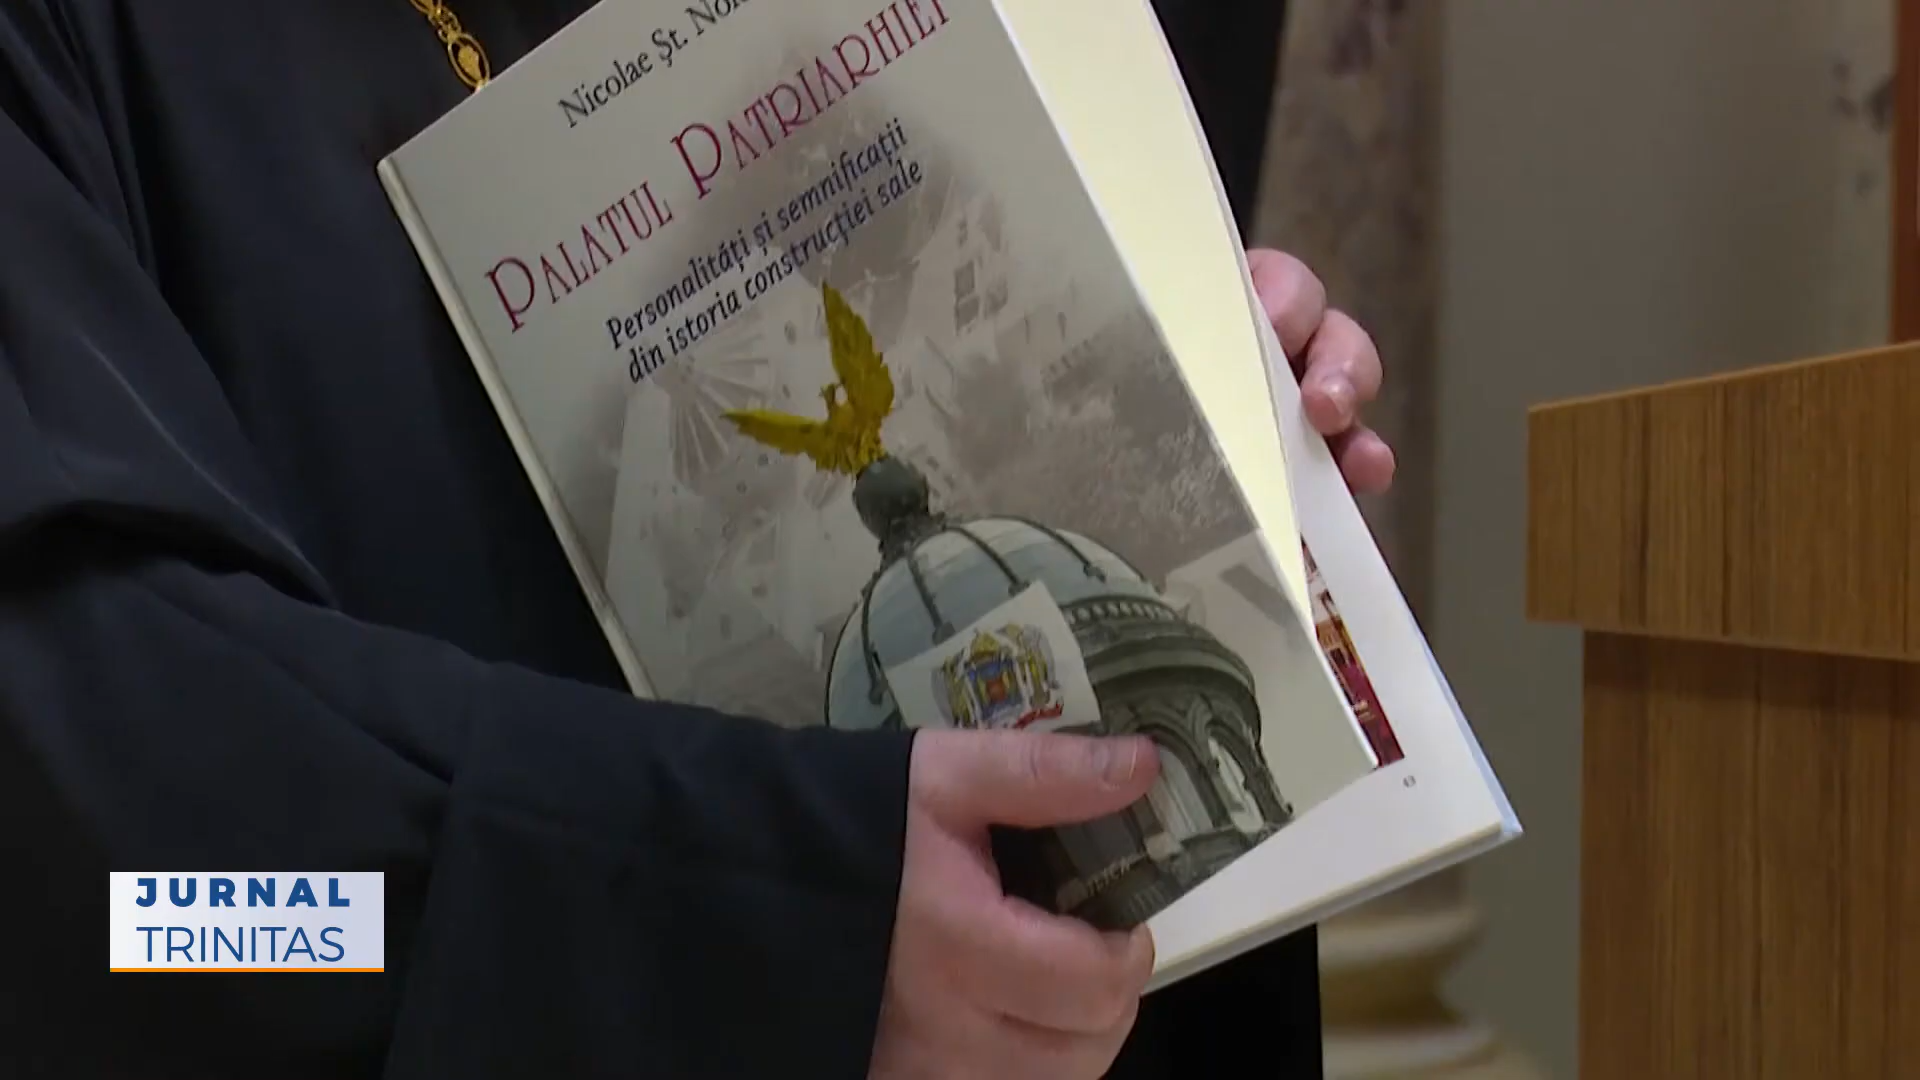 Nicolae Șt.
PALATUL PATRIARHIEI
Personalități și semnificații
din istoria construcției sale
JURNAL
TRINITAS